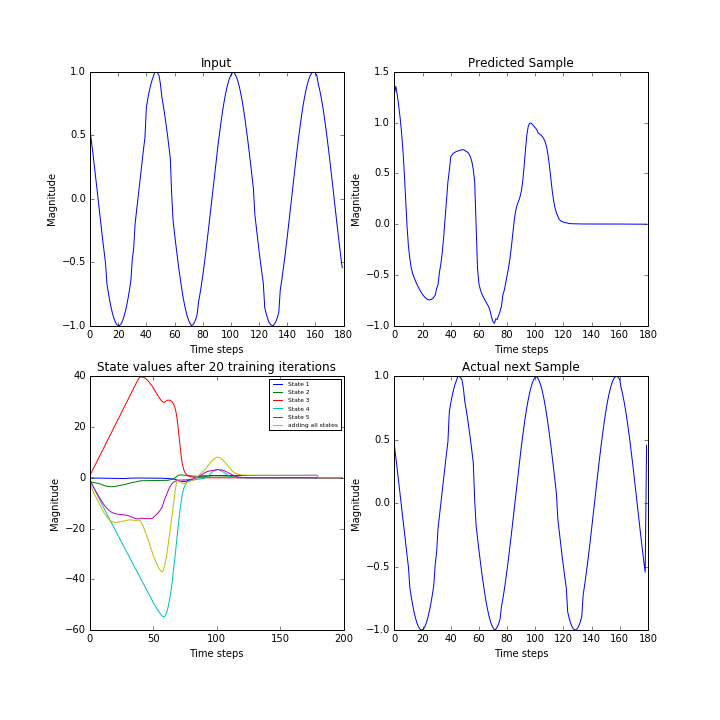 Input
Magnitude
1.0
0.5
0.0
−0.5
−1.0
0 20 40 60 80 100 120 140 160 180
Time steps
Predicted Sample
Magnitude
1.5
1.0
0.5
0.0
−0.5
−1.0
0 20 40 60 80 100 120 140 160 180
Time steps
State values after 20 training iterations
Magnitude
40
20
0
−20
−40
−60
0 50 100 150 200
Time steps
State 1
State 2
State 3
State 4
State 5
adding all states
Actual next Sample
Magnitude
1.0
0.5
0.0
−0.5
−1.0
0 20 40 60 80 100 120 140 160 180
Time steps